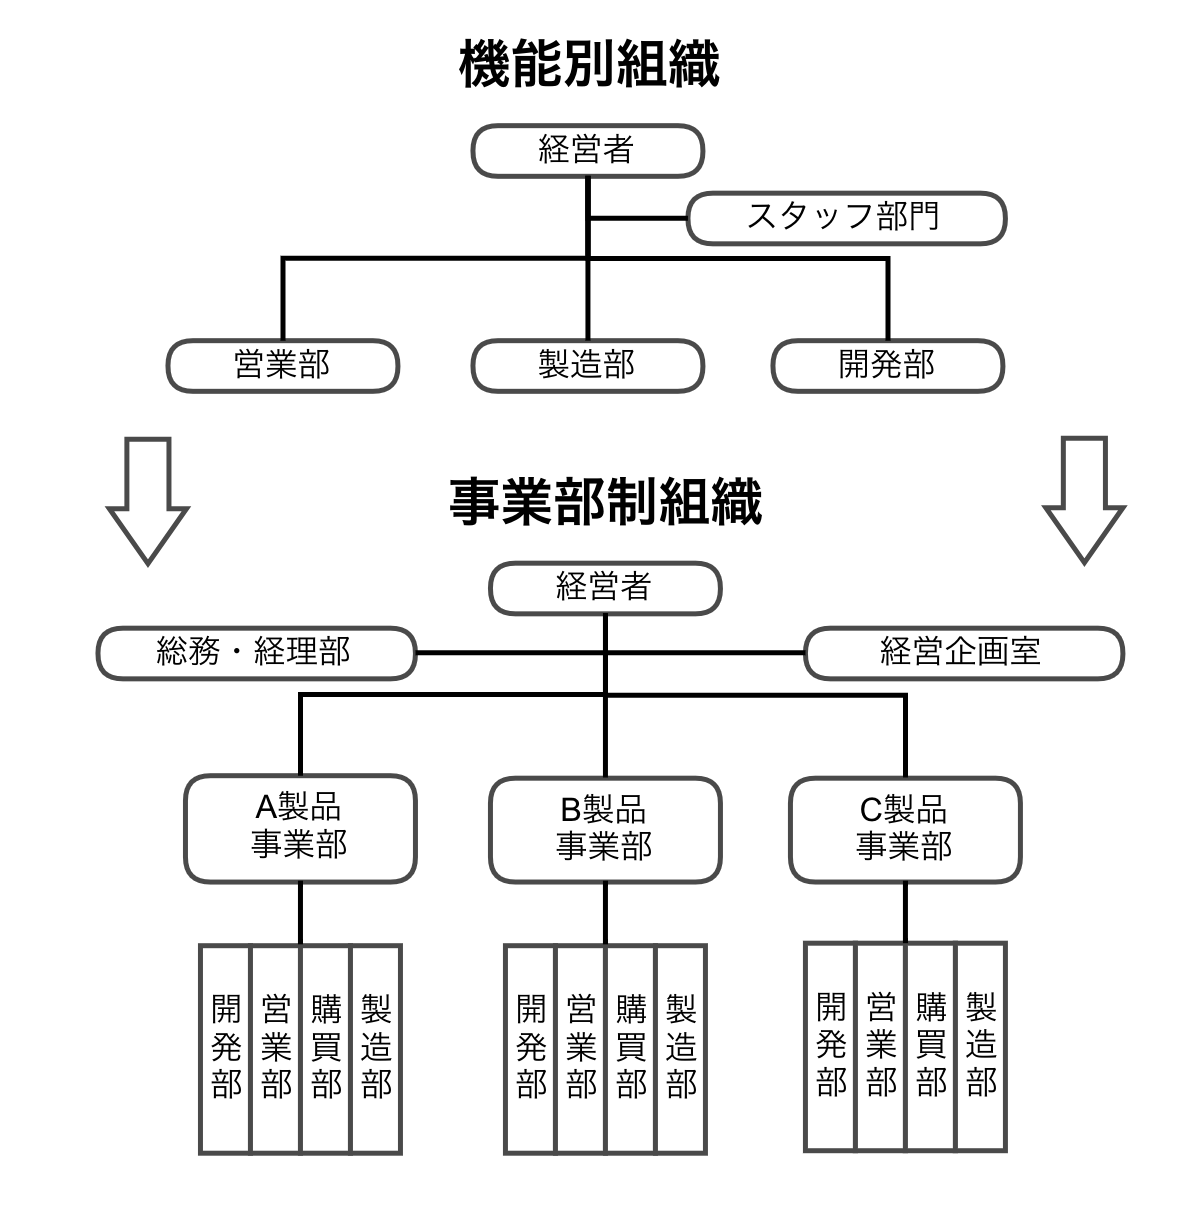 機能別組織
経営者
スタッフ部門
営業部
製造部
開発部
事業部制組織
経営者
総務・経理部
経営企画室
A製品
事業部
B製品
事業部
C製品
事業部
開発部
営業部
購買部
製造部
開発部
営業部
購買部
製造部
開発部
営業部
購買部
製造部